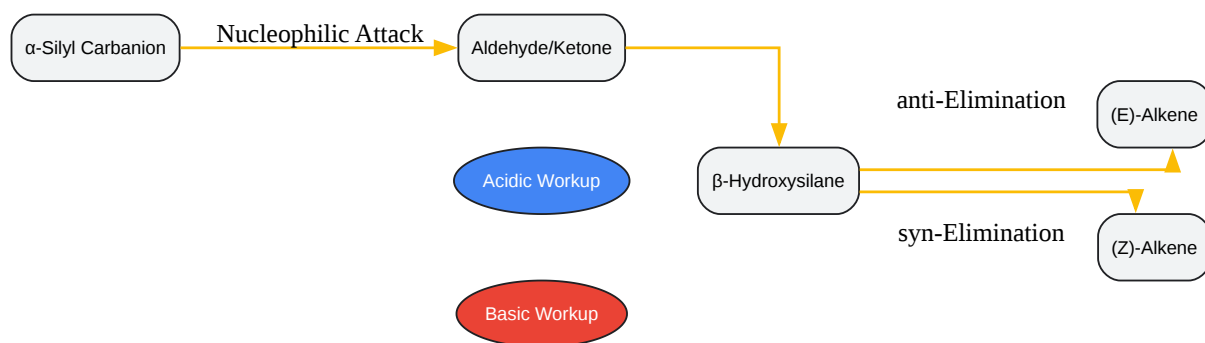 α-Silyl Carbanion
Nucleophilic Attack
Aldehyde/Ketone
anti-Elimination
(E)-Alkene
Acidic Workup
β-Hydroxysilane
syn-Elimination
(Z)-Alkene
Basic Workup